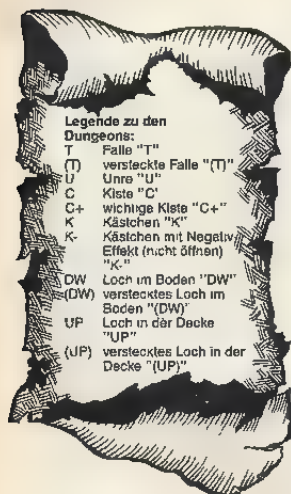 Legende zu den
Dungeons:
T Falle "T"
(T) versteckte Falle "(T)"
U Unre "U"
C Kiste "C"
C+ wichtige Kiste "C+"
K Kästchen "K"
K- Kästchen mit Negativ-
Effekt (nicht öffnen)
"K-"
DW Loch im Boden "DW"
(DW) verstecktes Loch im
Boden "(DW)"
UP Loch in der Decke
"UP"
(UP) verstecktes Loch in der
Decke "(UP)"